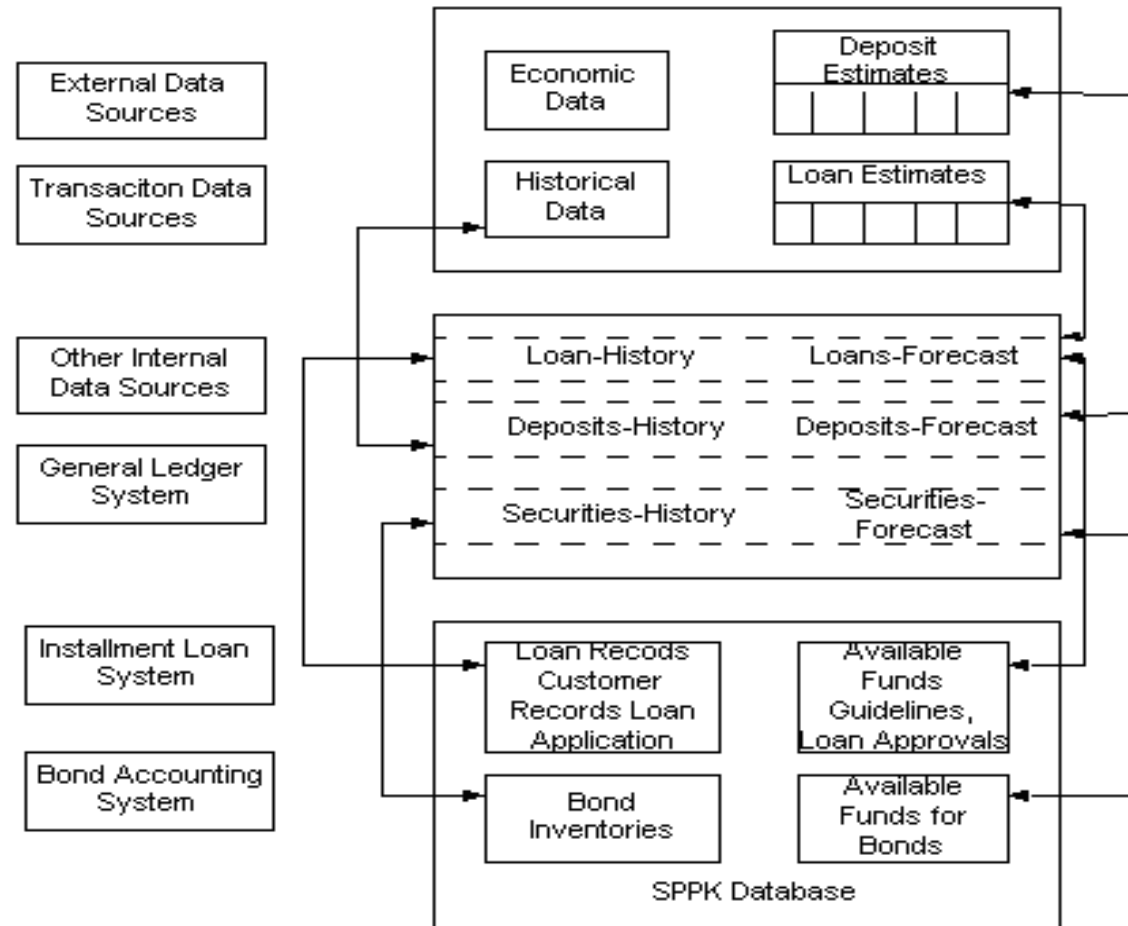 External Data
Sources
Transaciton Data
Sources
Other Internal
Data Sources
General Ledger
System
Installment Loan
System
Bond Accounting
System
Economic
Data
Deposit
Estimates
Historical
Data
Loan Estimates
Loan-History
Loans-Forecast
Deposits-History
Deposits-Forecast
Securities-History
Securities-
Forecast
Loan Recods
Customer
Records Loan
Application
Available
Funds
Guidelines,
Loan Approvals
Bond
Inventories
Available
Funds for
Bonds
SPPK Database